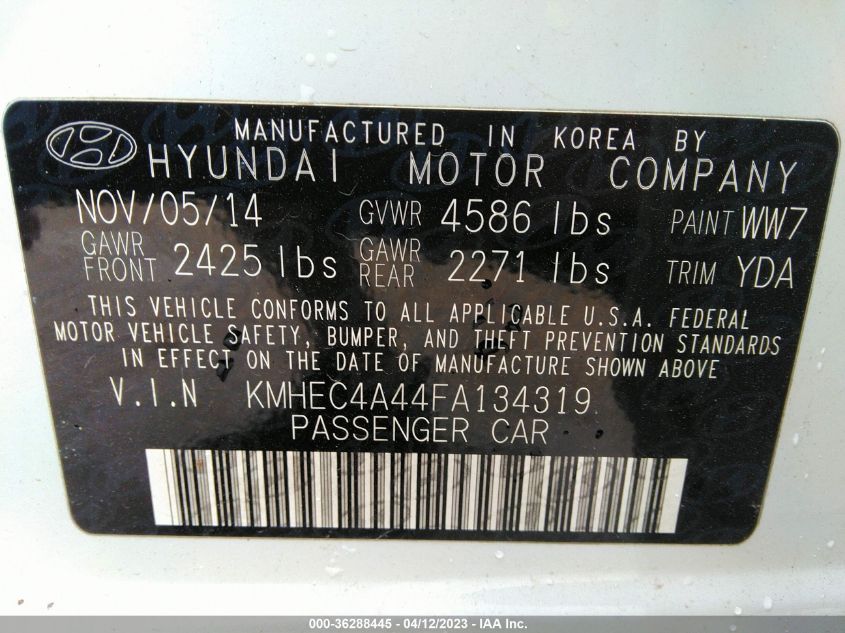 MANUFACTURED IN KOREA BY
HYUNDAI MOTOR COMPANY
NOV/05/14 GVWR 4586 lbs PAINT WW7
GAWR FRONT 2425 lbs GAWR REAR 2271 lbs TRIM YDA
THIS VEHICLE CONFORMS TO ALL APPLICABLE U.S.A. FEDERAL
MOTOR VEHICLE SAFETY, BUMPER, AND THEFT PREVENTION STANDARDS
IN EFFECT ON THE DATE OF MANUFACTURE SHOWN ABOVE
V.I.N KMHEC4A44FA134319
PASSENGER CAR
000-36288445 - 04/12/2023 - IAA Inc.